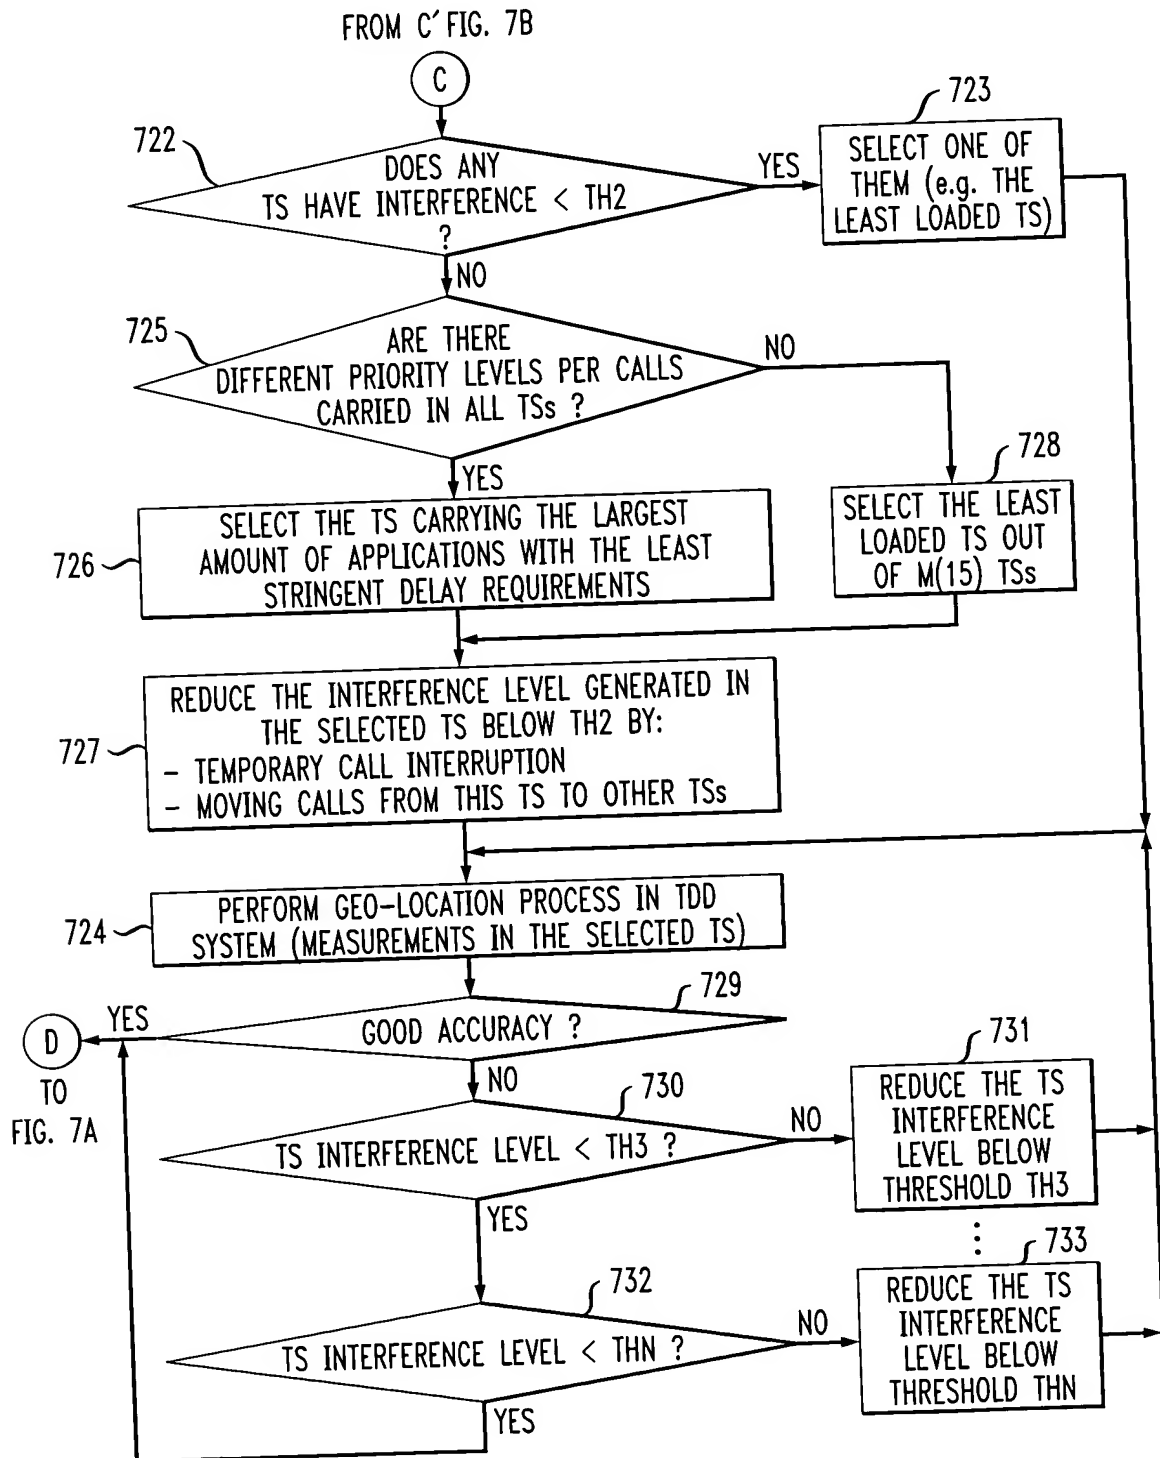 FROM C' FIG. 7B
C
722
DOES ANY
TS HAVE INTERFERENCE < TH2
?
YES
723
SELECT ONE OF
THEM (e.g. THE
LEAST LOADED TS)
NO
725
ARE THERE
DIFFERENT PRIORITY LEVELS PER CALLS
CARRIED IN ALL TSs ?
NO
YES
728
SELECT THE LEAST
LOADED TS OUT
OF M(15) TSs
726
SELECT THE TS CARRYING THE LARGEST
AMOUNT OF APPLICATIONS WITH THE LEAST
STRINGENT DELAY REQUIREMENTS
727
REDUCE THE INTERFERENCE LEVEL GENERATED IN
THE SELECTED TS BELOW TH2 BY:
- TEMPORARY CALL INTERRUPTION
- MOVING CALLS FROM THIS TS TO OTHER TSs
724
PERFORM GEO-LOCATION PROCESS IN TDD
SYSTEM (MEASUREMENTS IN THE SELECTED TS)
729
GOOD ACCURACY ?
YES
D
TO
FIG. 7A
NO
730
TS INTERFERENCE LEVEL < TH3 ?
NO
731
REDUCE THE TS
INTERFERENCE
LEVEL BELOW
THRESHOLD TH3
YES
732
TS INTERFERENCE LEVEL < THN ?
NO
733
REDUCE THE TS
INTERFERENCE
LEVEL BELOW
THRESHOLD THN
YES